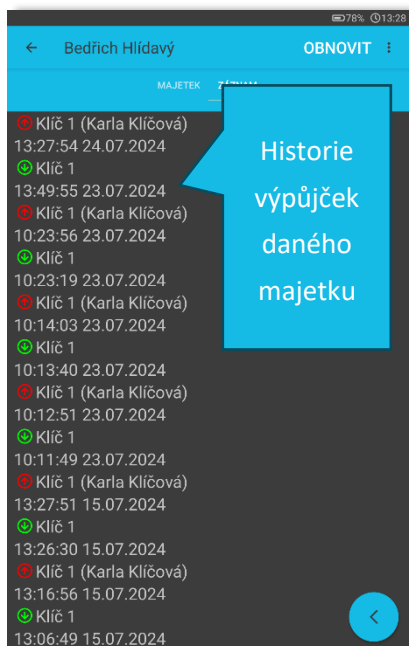 78% 13:28
Bedřich Hlídavý OBNOVIT
MAJETEK ZÁZNAM
Klíč 1 (Karla Klíčová)
13:27:54 24.07.2024
Klíč 1
13:49:55 23.07.2024
Klíč 1 (Karla Klíčová)
10:23:56 23.07.2024
Klíč 1
10:23:19 23.07.2024
Klíč 1 (Karla Klíčová)
10:14:03 23.07.2024
Klíč 1
10:13:40 23.07.2024
Klíč 1 (Karla Klíčová)
10:12:51 23.07.2024
Klíč 1
10:11:49 23.07.2024
Klíč 1 (Karla Klíčová)
13:27:51 15.07.2024
Klíč 1
13:26:30 15.07.2024
Klíč 1 (Karla Klíčová)
13:16:56 15.07.2024
Klíč 1
13:06:49 15.07.2024
Historie
výpůjček
daného
majetku